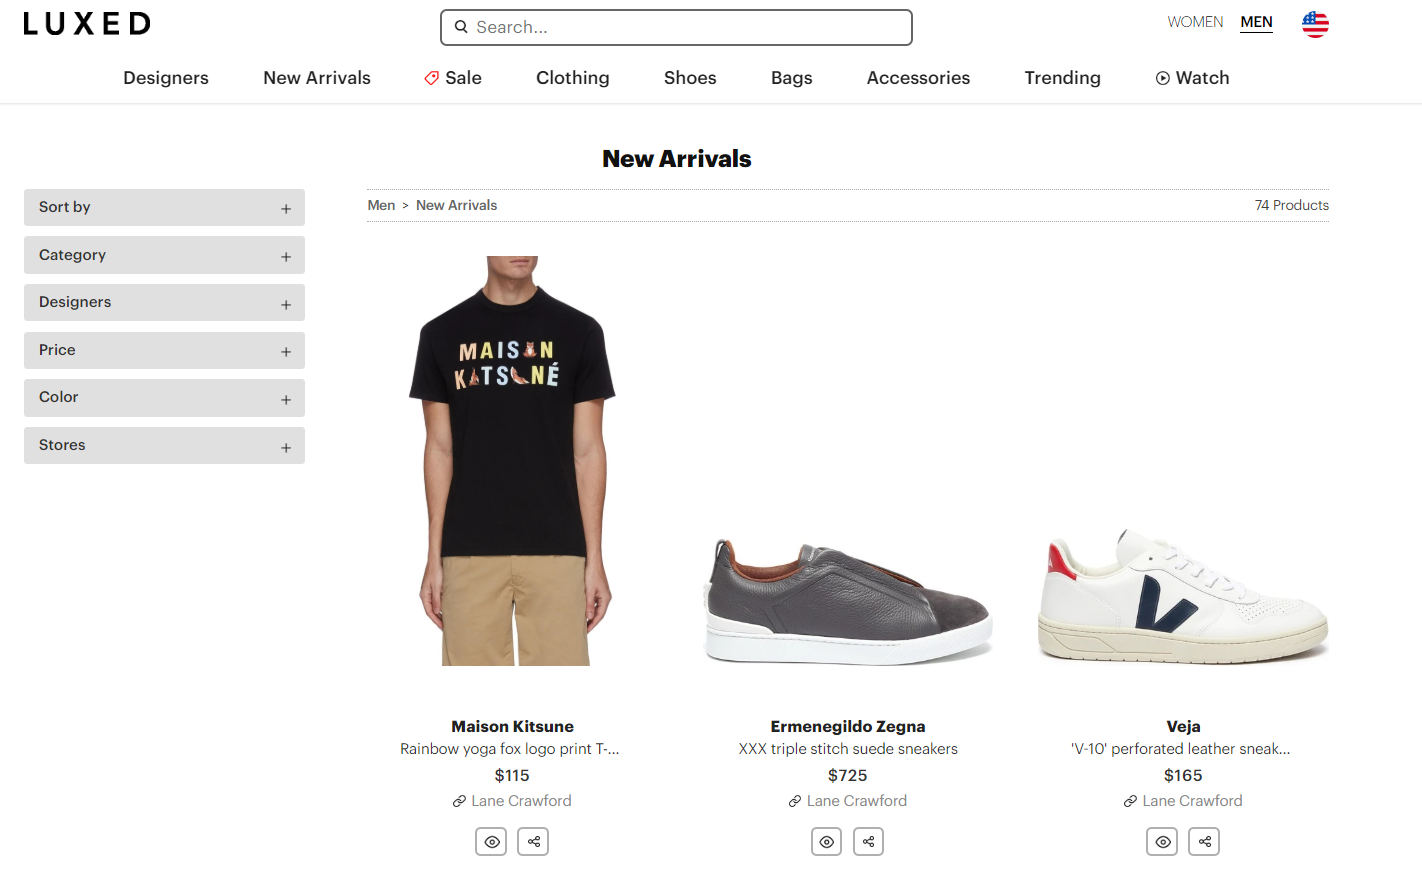 LUXED
Search...
WOMEN MEN
Designers New Arrivals Sale Clothing Shoes Bags Accessories Trending Watch
New Arrivals
Sort by +
Category +
Designers +
Price +
Color +
Stores +
Men > New Arrivals
74 Products
MAISON
KITSUNÉ
Maison Kitsune
Rainbow yoga fox logo print T-...
$115
Lane Crawford
Ermenegildo Zegna
XXX triple stitch suede sneakers
$725
Lane Crawford
Veja
'V-10' perforated leather sneak...
$165
Lane Crawford